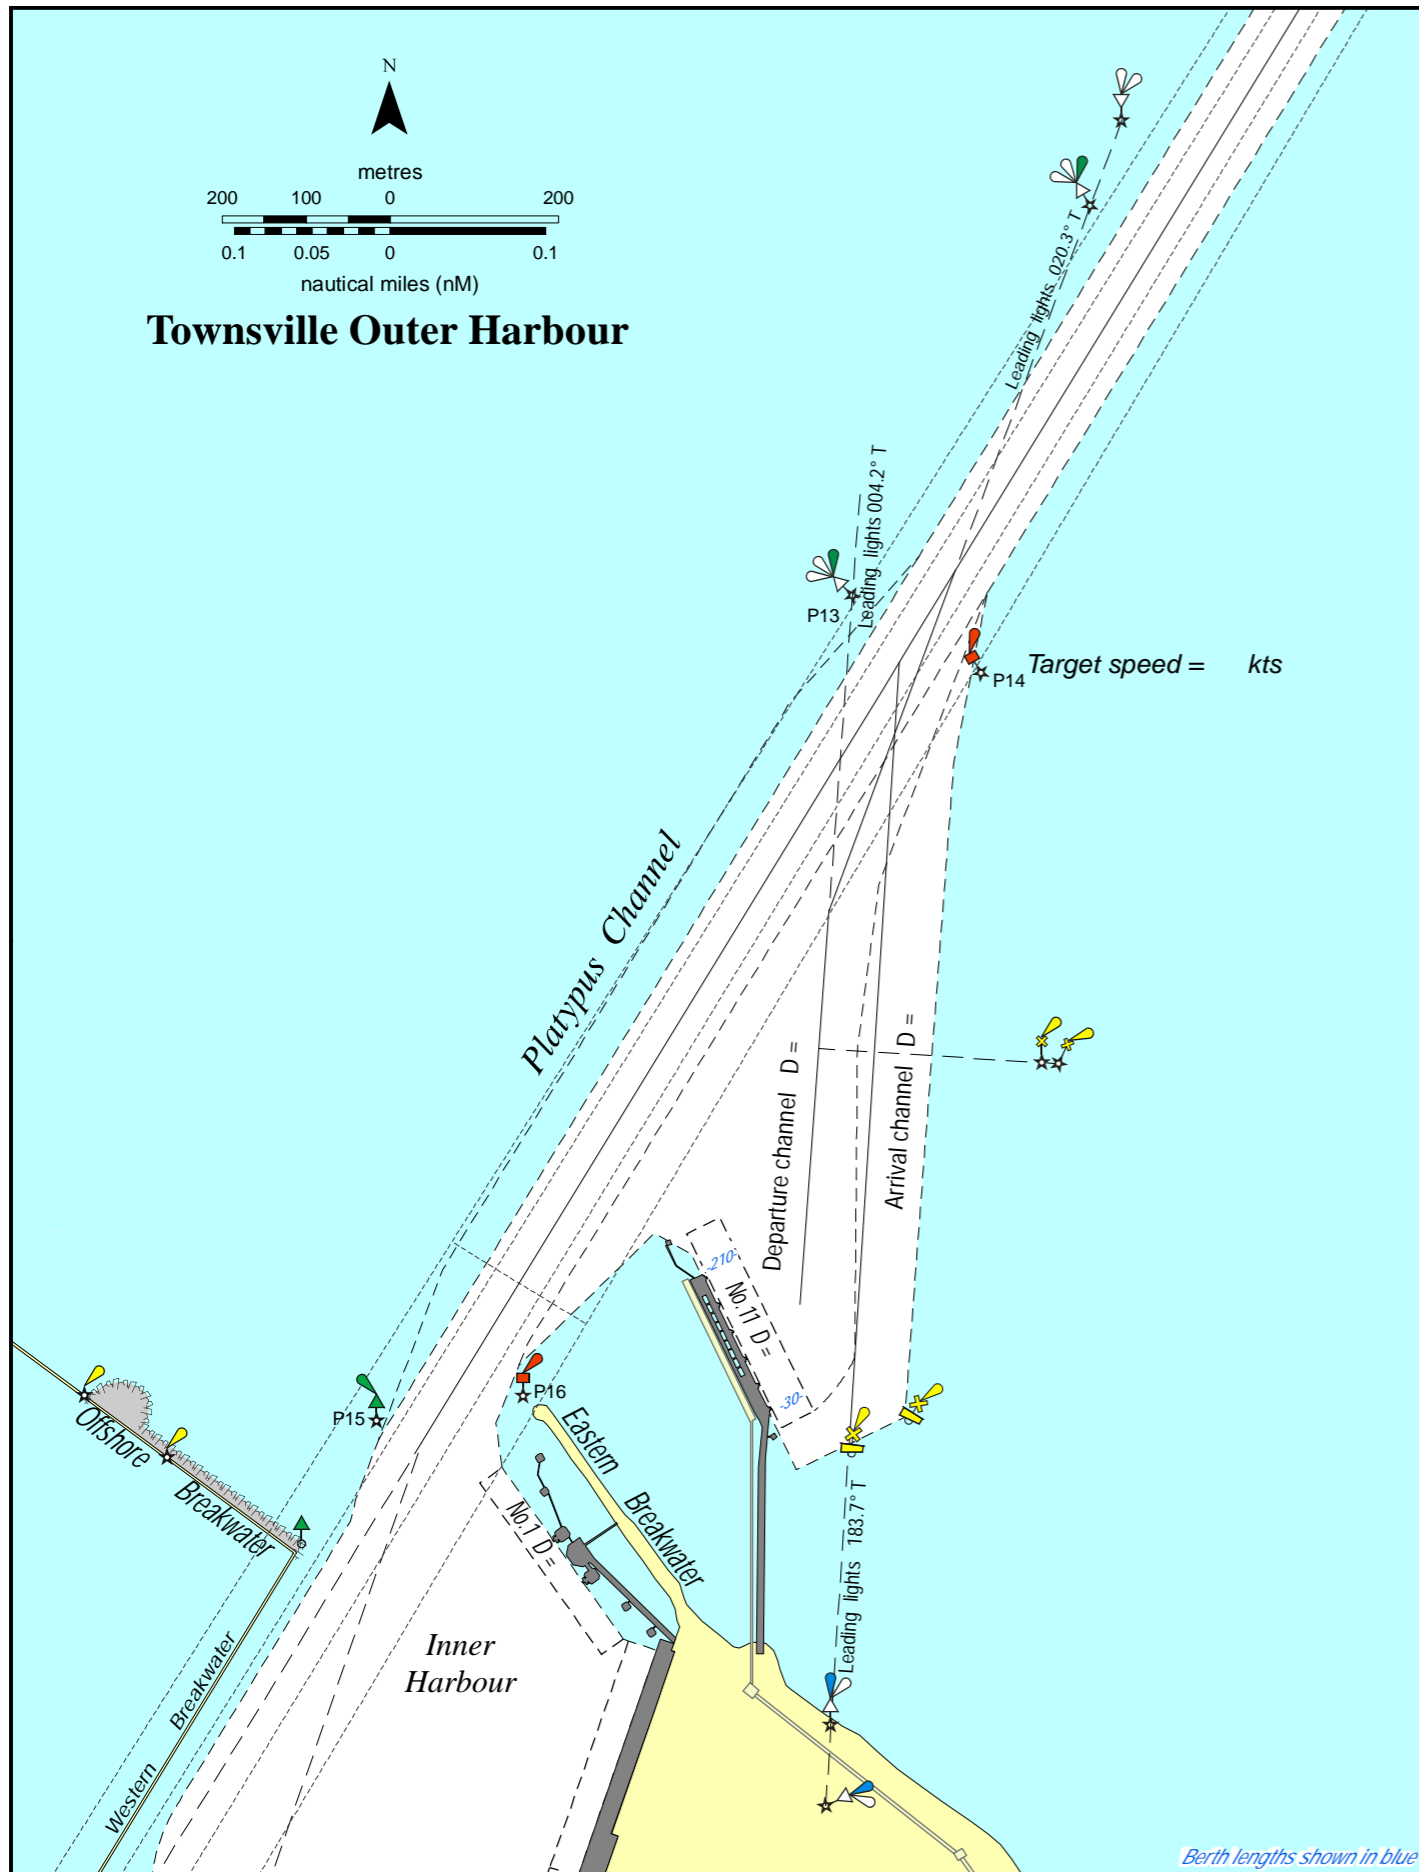 N
metres
200 100 0 200
0.1 0.05 0 0.1
nautical miles (nM)
Townsville Outer Harbour
Leading lights 020.3° T
Leading lights 004.2° T
P13
P14
Target speed = kts
Platypus Channel
Departure channel D =
Arrival channel D =
-210-
No.11 D =
-30-
P15
P16
Offshore
Breakwater
Eastern
Breakwater
No.1 D =
Leading lights 183.7° T
Inner
Harbour
Western Breakwater
Berth lengths shown in blue